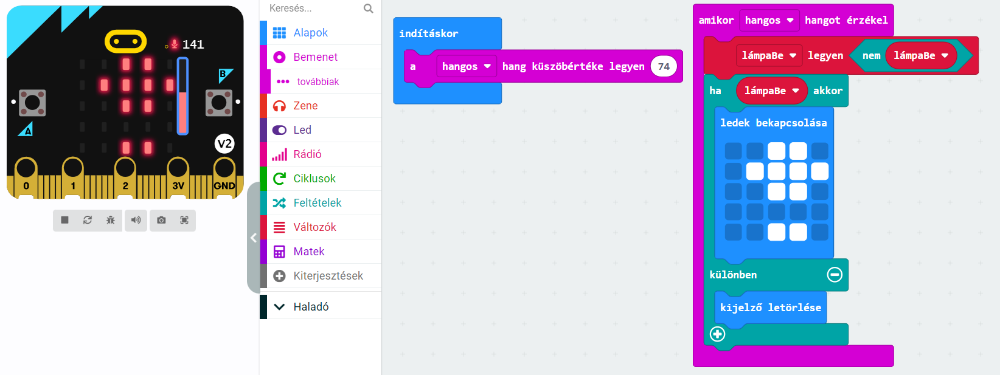 141
B
A
V2
0 1 2 3V GND
Keresés...
Alapok
Bemenet
továbbiak
Zene
Led
Rádió
Ciklusok
Feltételek
Változók
Matek
Kiterjesztések
Haladó
indításkor
a hangos hang küszöbértéke legyen 74
amikor hangos hangot érzékel
lámpaBe legyen nem lámpaBe
ha lámpaBe akkor
ledek bekapcsolása
különben
kijelző letörlése